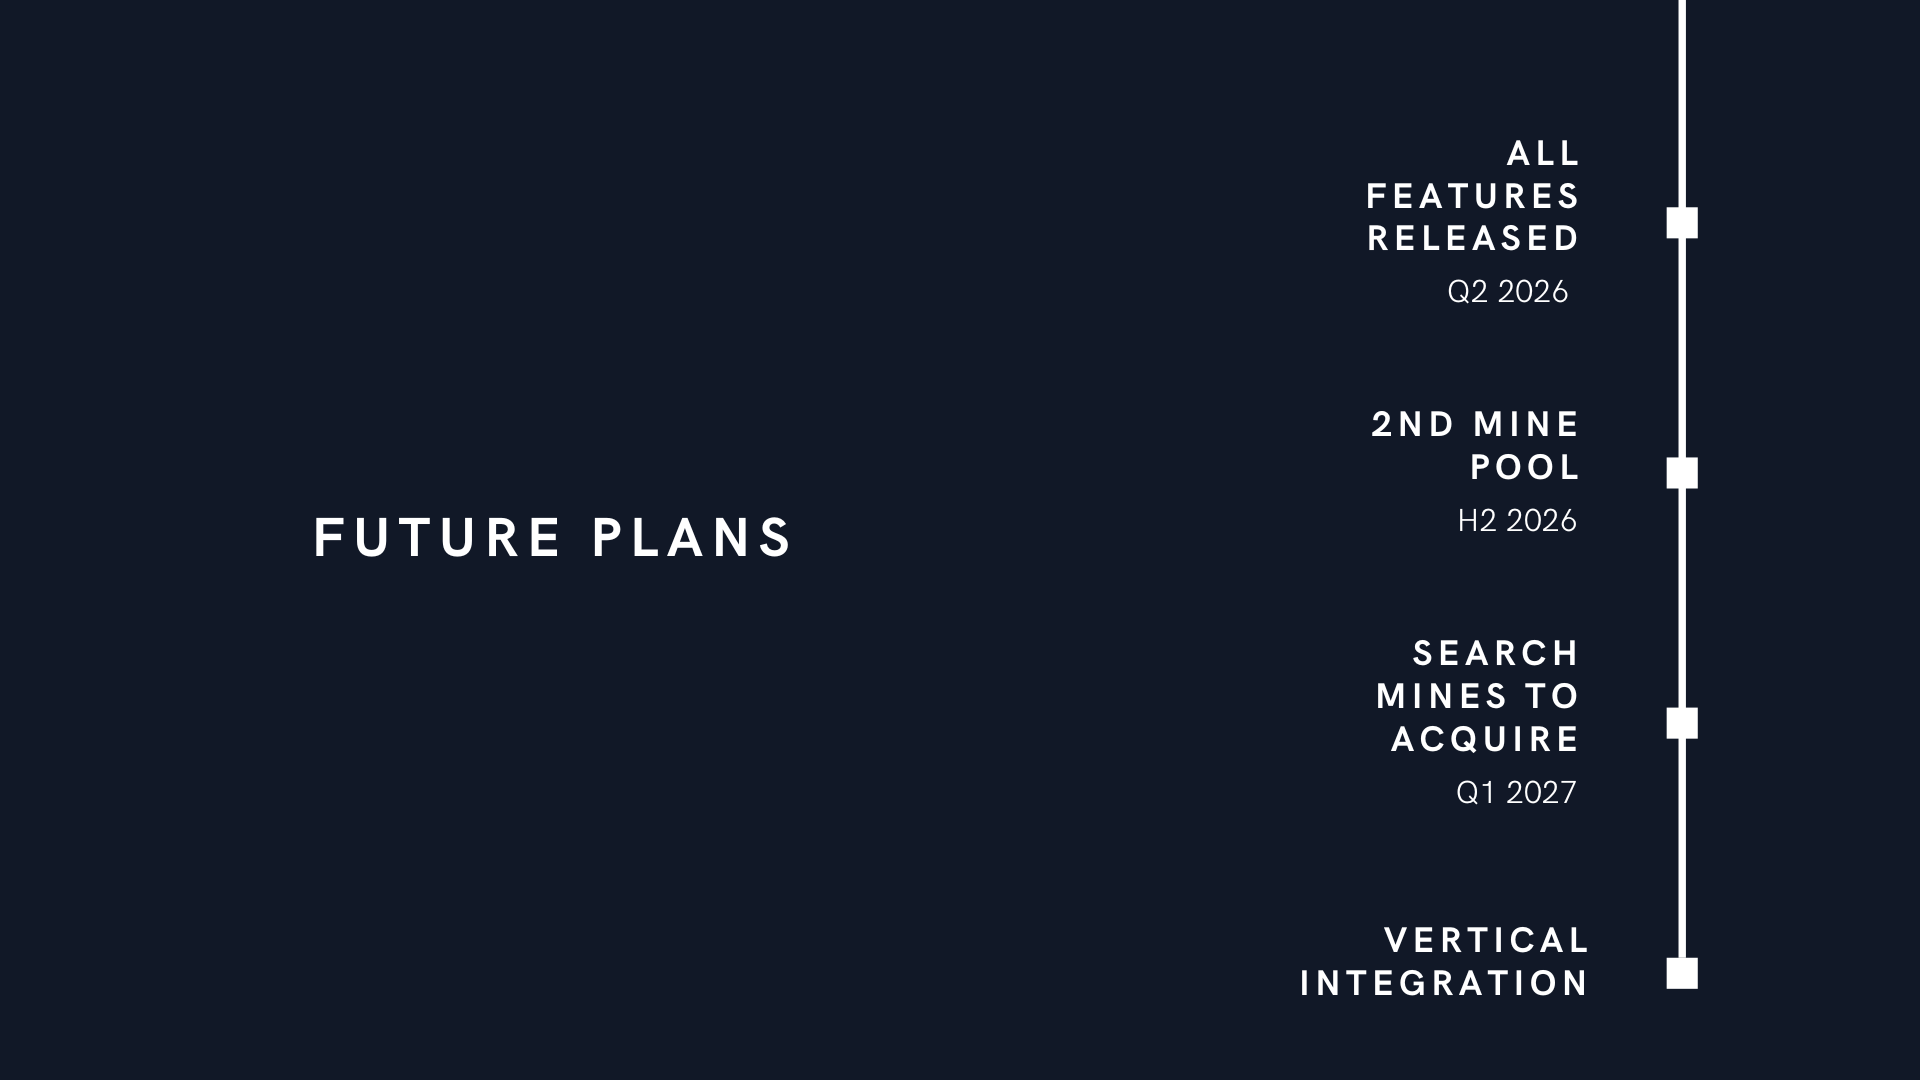 FUTURE PLANS
ALL
FEATURES
RELEASED
Q2 2026
2ND MINE
POOL
H2 2026
SEARCH
MINES TO
ACQUIRE
Q1 2027
VERTICAL
INTEGRATION